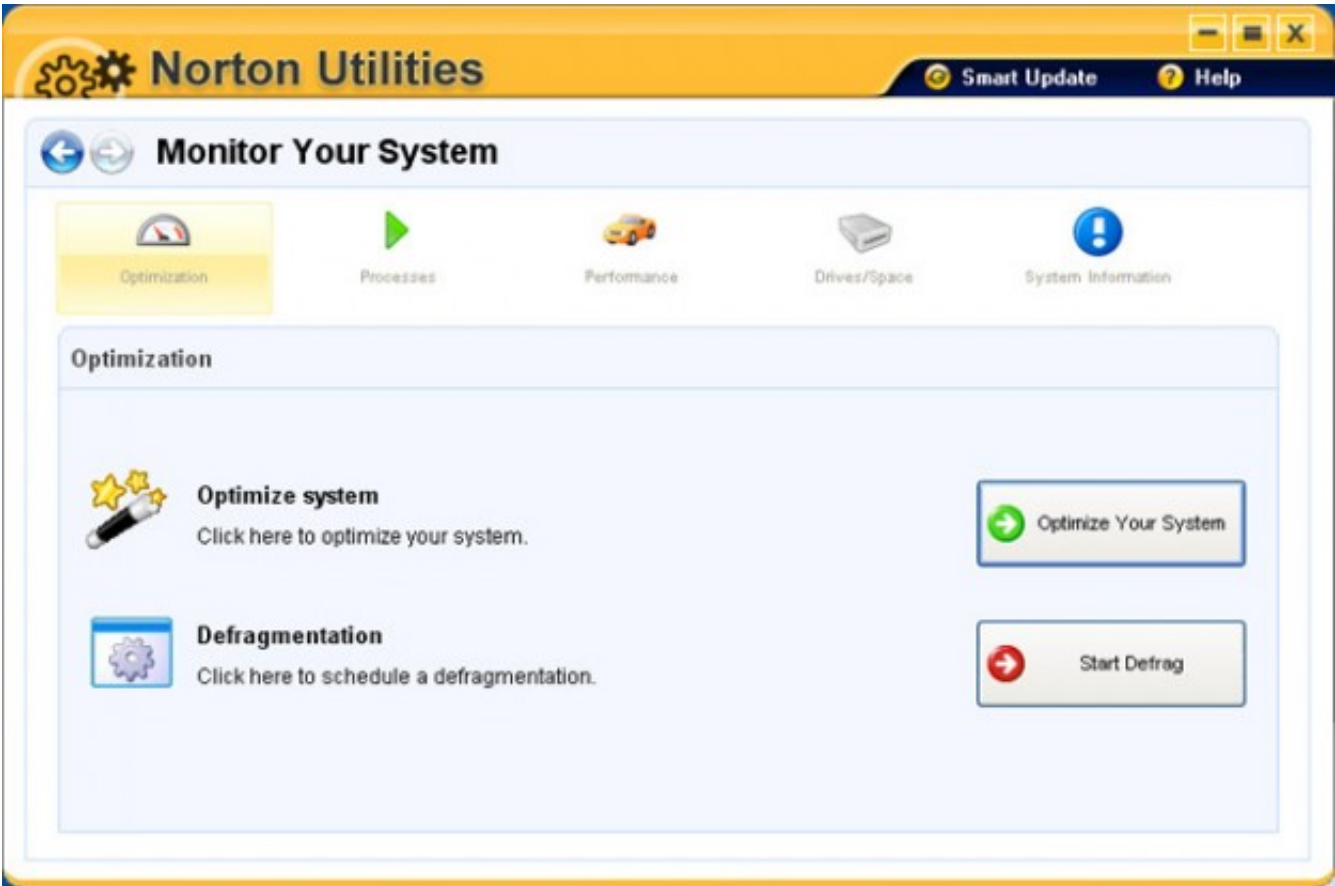 Norton Utilities
Smart Update
Help
Monitor Your System
Optimization
Processes
Performance
Drives/Space
System Information
Optimization
Optimize system
Click here to optimize your system.
Optimize Your System
Defragmentation
Click here to schedule a defragmentation.
Start Defrag